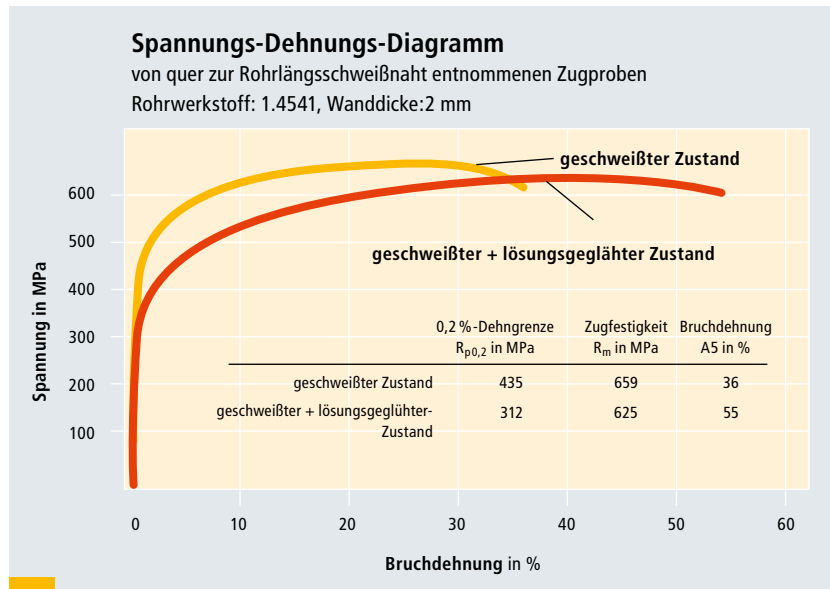 Spannungs-Dehnungs-Diagramm
von quer zur Rohrlängsschweißnaht entnommenen Zugproben
Rohrwerkstoff: 1.4541, Wanddicke:2 mm
geschweißter Zustand
geschweißter + lösungsgeglähter Zustand
Spannung in MPa
600
500
400
300
200
100
0,2 %-Dehngrenze Zugfestigkeit Bruchdehnung
Rp0,2 in MPa Rm in MPa A5 in %
geschweißter Zustand 435 659 36
geschweißter + lösungsgeglühter- 312 625 55
Zustand
0 10 20 30 40 50 60
Bruchdehnung in %